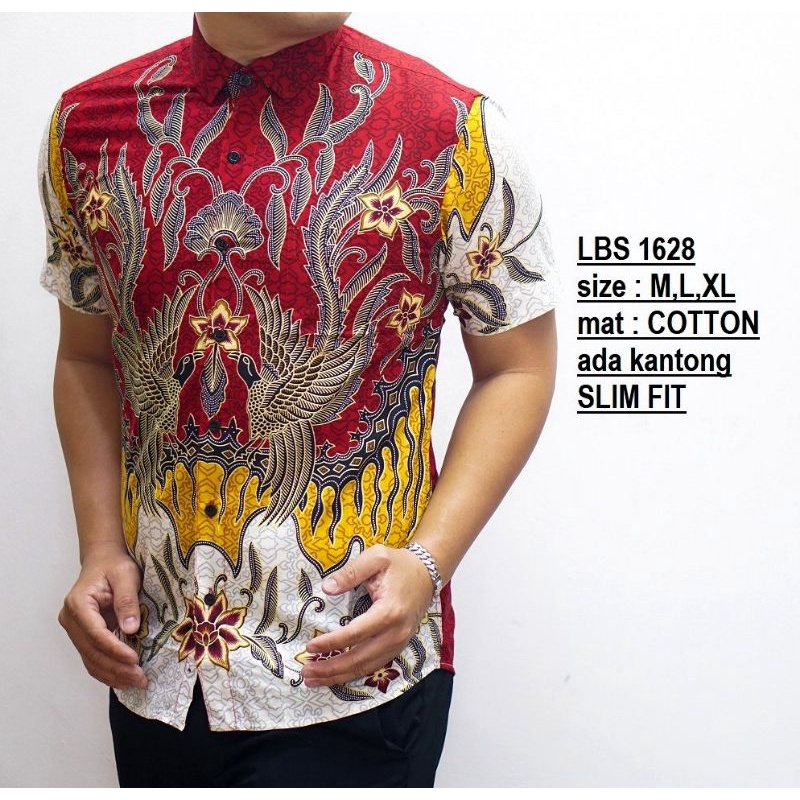 LBS 1628
size : M,L,XL
mat : COTTON
ada kantong
SLIM FIT